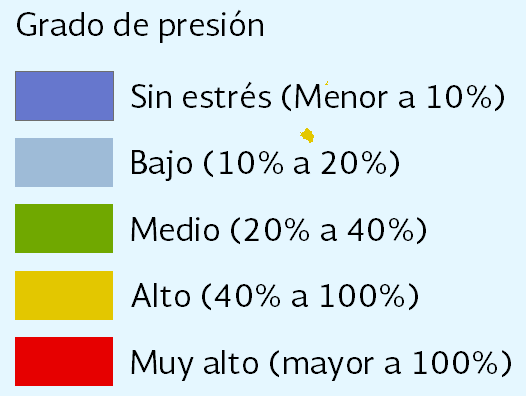 Grado de presión
Sin estrés (Menor a 10%)
Bajo (10% a 20%)
Medio (20% a 40%)
Alto (40% a 100%)
Muy alto (mayor a 100%)